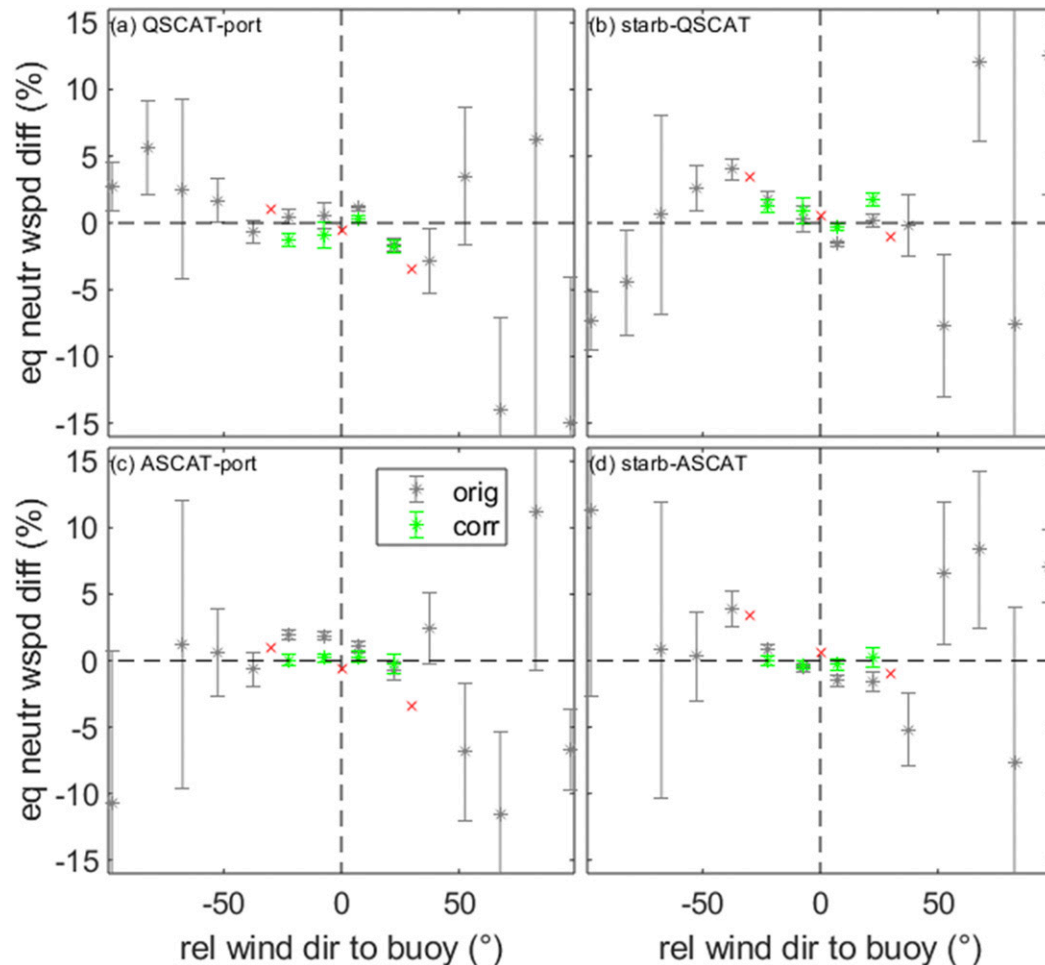 (a) QSCAT-port
(b) starb-QSCAT
eq neutr wspd diff (%)
15
10
5
0
-5
-10
-15
(c) ASCAT-port
(d) starb-ASCAT
orig
corr
eq neutr wspd diff (%)
15
10
5
0
-5
-10
-15
-50 0 50
-50 0 50
rel wind dir to buoy (°)
rel wind dir to buoy (°)